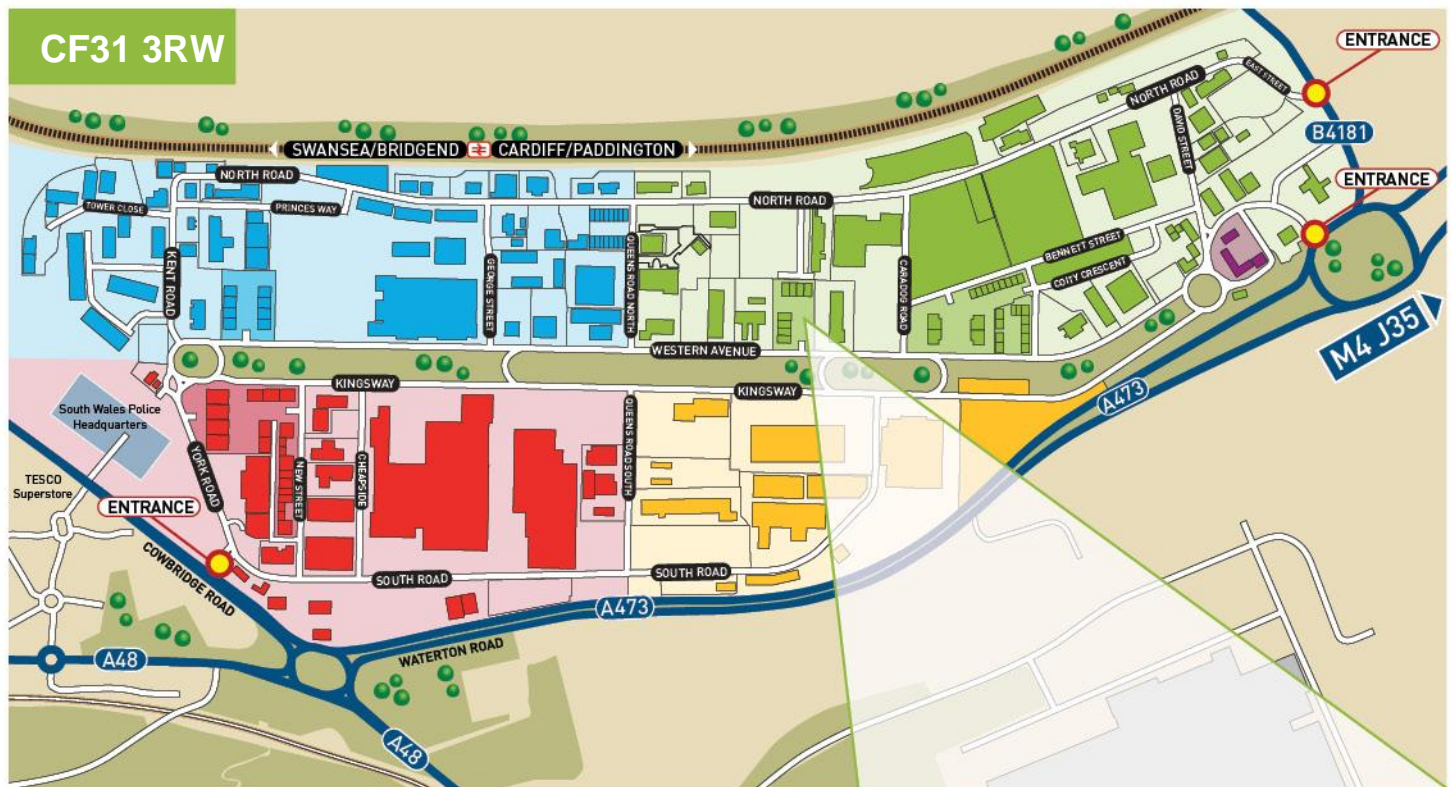 CF31 3RW
ENTRANCE
EAST STREET
NORTH ROAD
B4181
DAVID STREET
SWANSEA/BRIDGEND
CARDIFF/PADDINGTON
ENTRANCE
NORTH ROAD
TOWER CLOSE
PRINCES WAY
NORTH ROAD
KENT ROAD
GEORGE STREET
QUEENS ROAD NORTH
BENNETT STREET
COITY CRESCENT
CARADOG ROAD
M4 J35
WESTERN AVENUE
KINGSWAY
KINGSWAY
A473
South Wales Police
Headquarters
YORK ROAD
NEW STREET
CHEAPSIDE
QUEENS ROAD SOUTH
TESCO
Superstore
ENTRANCE
COWBRIDGE ROAD
SOUTH ROAD
SOUTH ROAD
A473
WATERTON ROAD
A48
A48